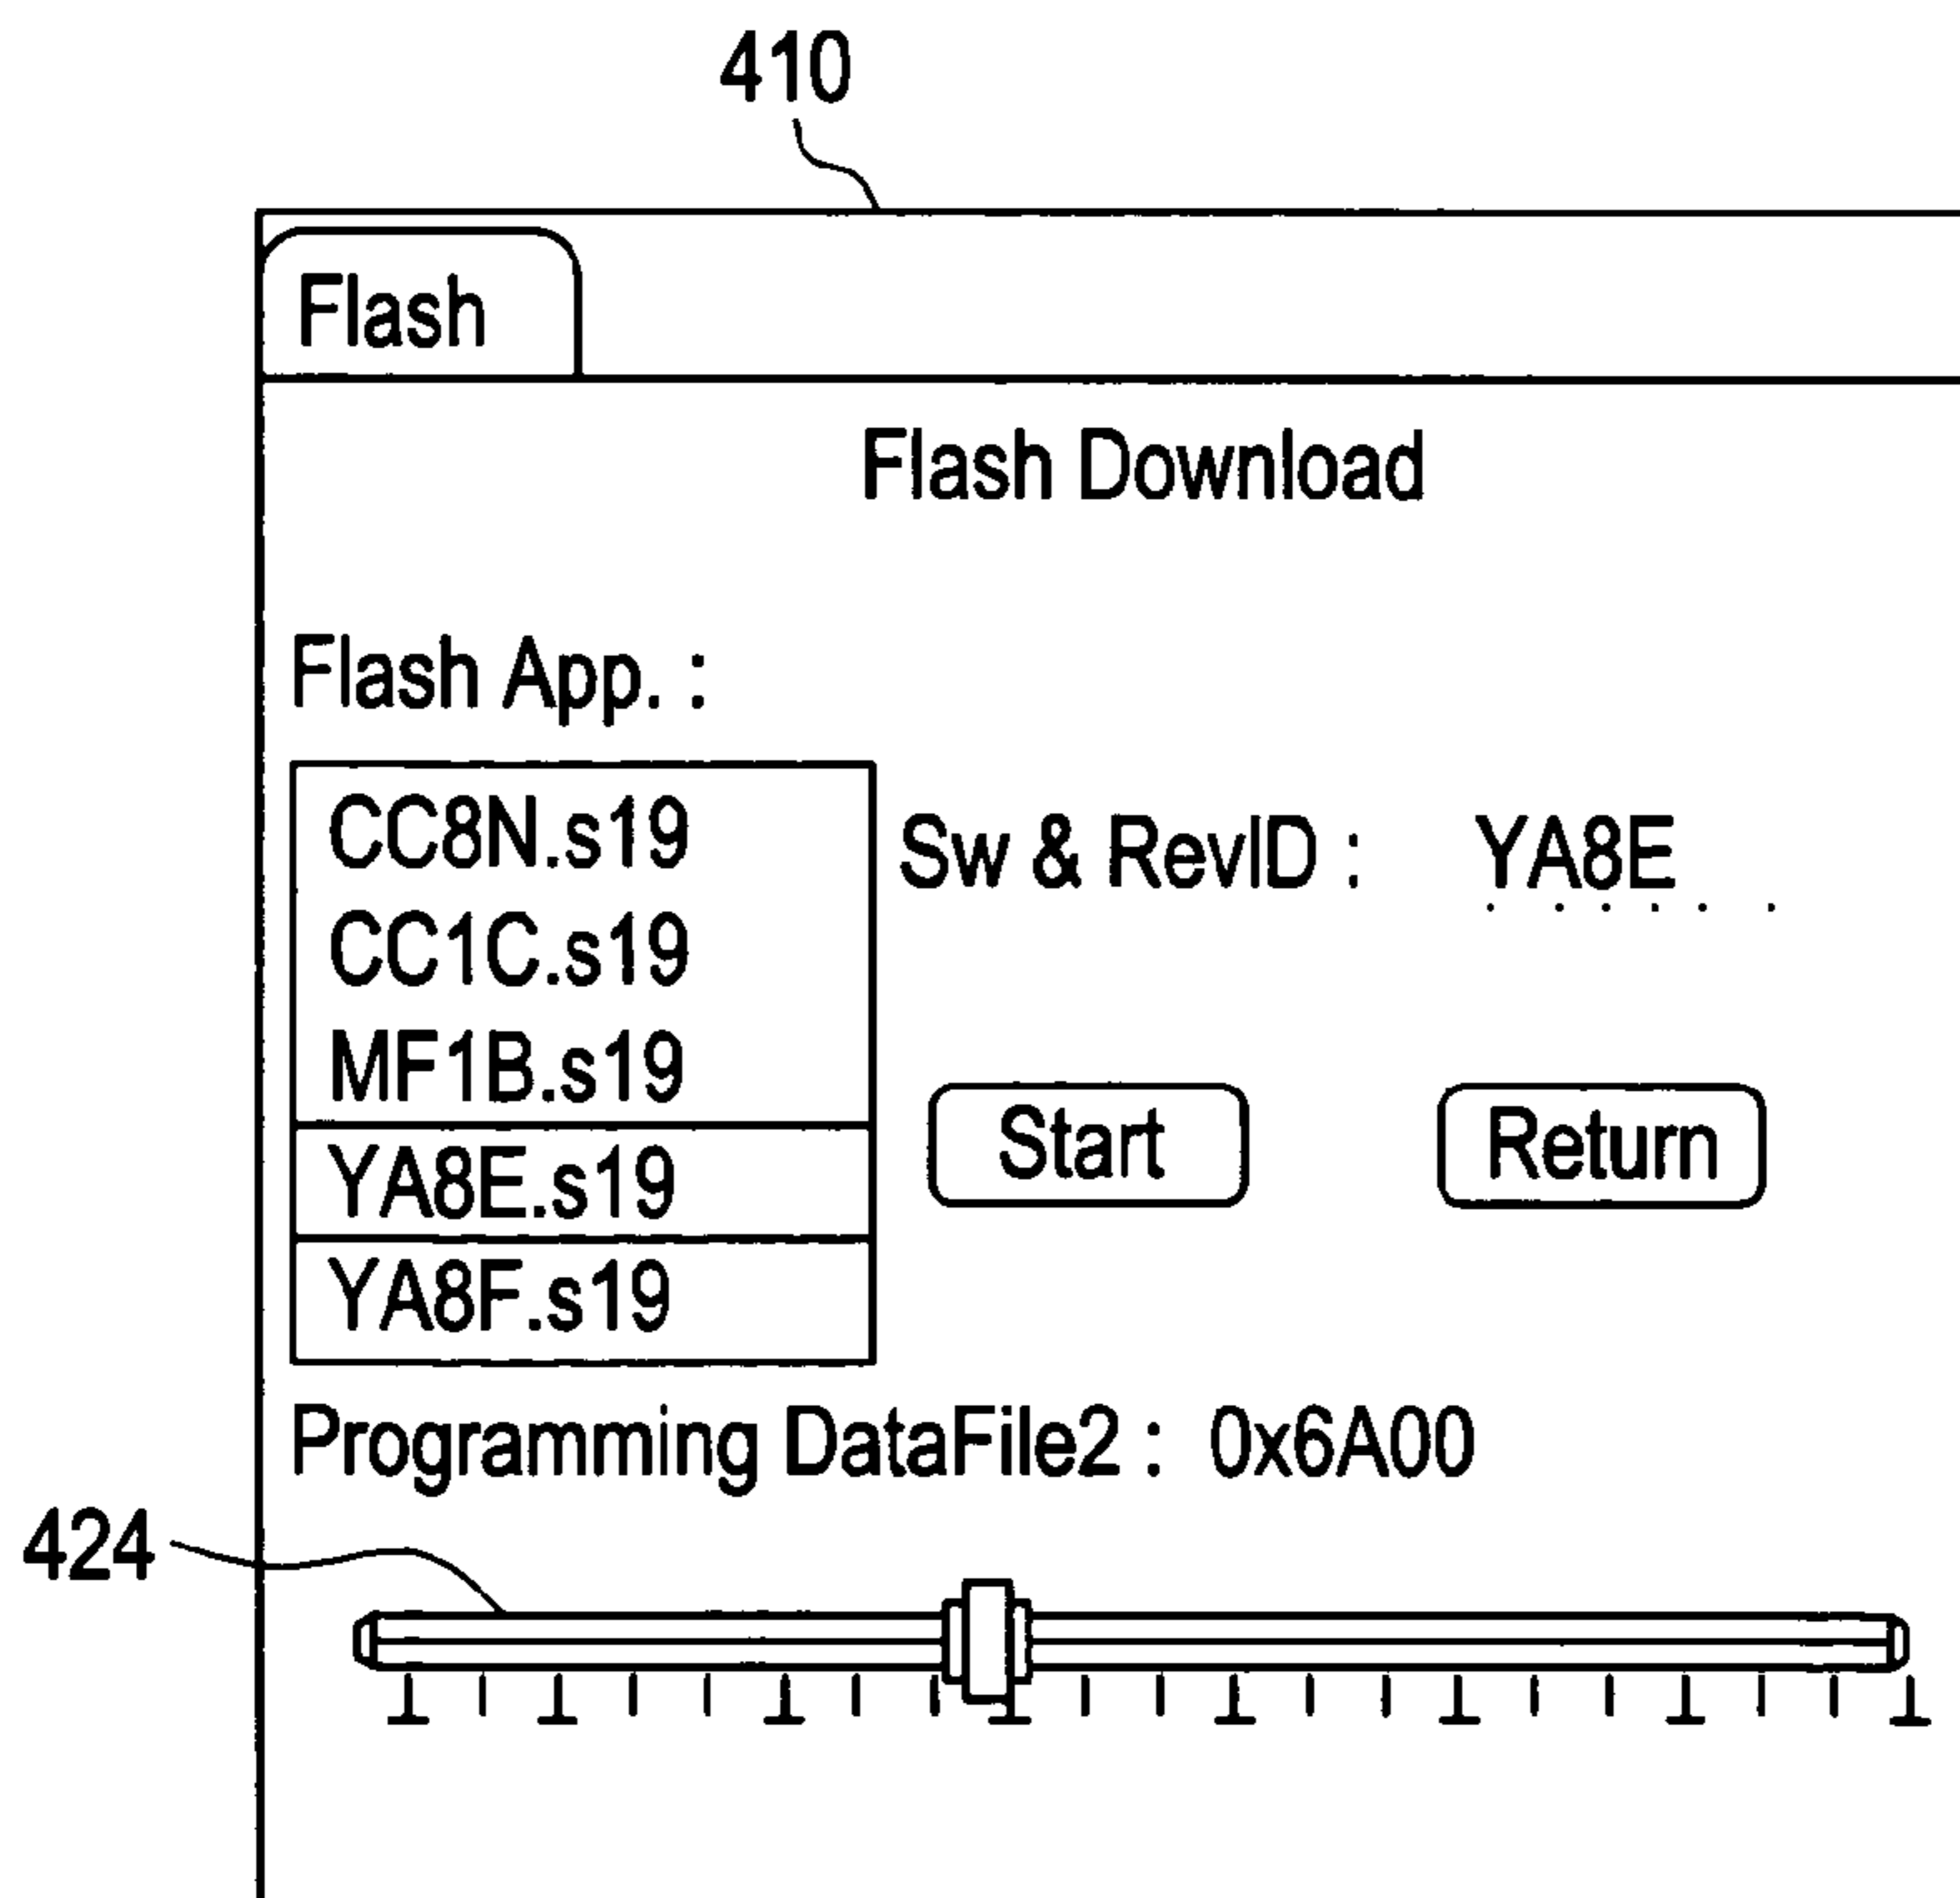 410
Flash
Flash Download
Flash App. :
CC8N.s19
CC1C.s19
MF1B.s19
YA8E.s19
YA8F.s19
Sw & RevID : YA8E
Start
Return
Programming DataFile2 : 0x6A00
424